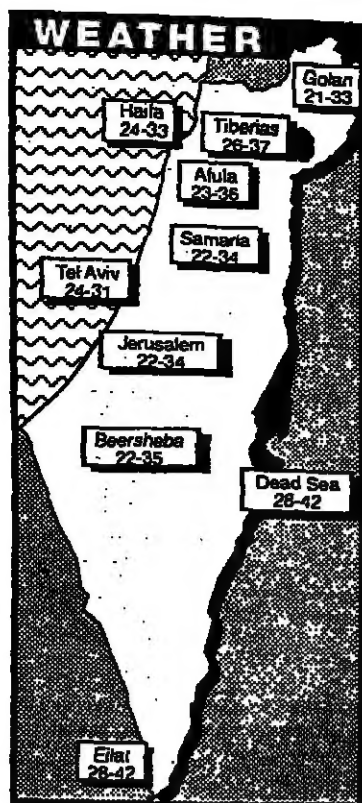 WEATHER
Golan
21-33
Haifa
24-33
Tiberias
26-37
Afula
23-36
Samaria
22-34
Tel Aviv
24-31
Jerusalem
22-34
Beersheba
22-35
Dead Sea
28-42
Eilat
28-42